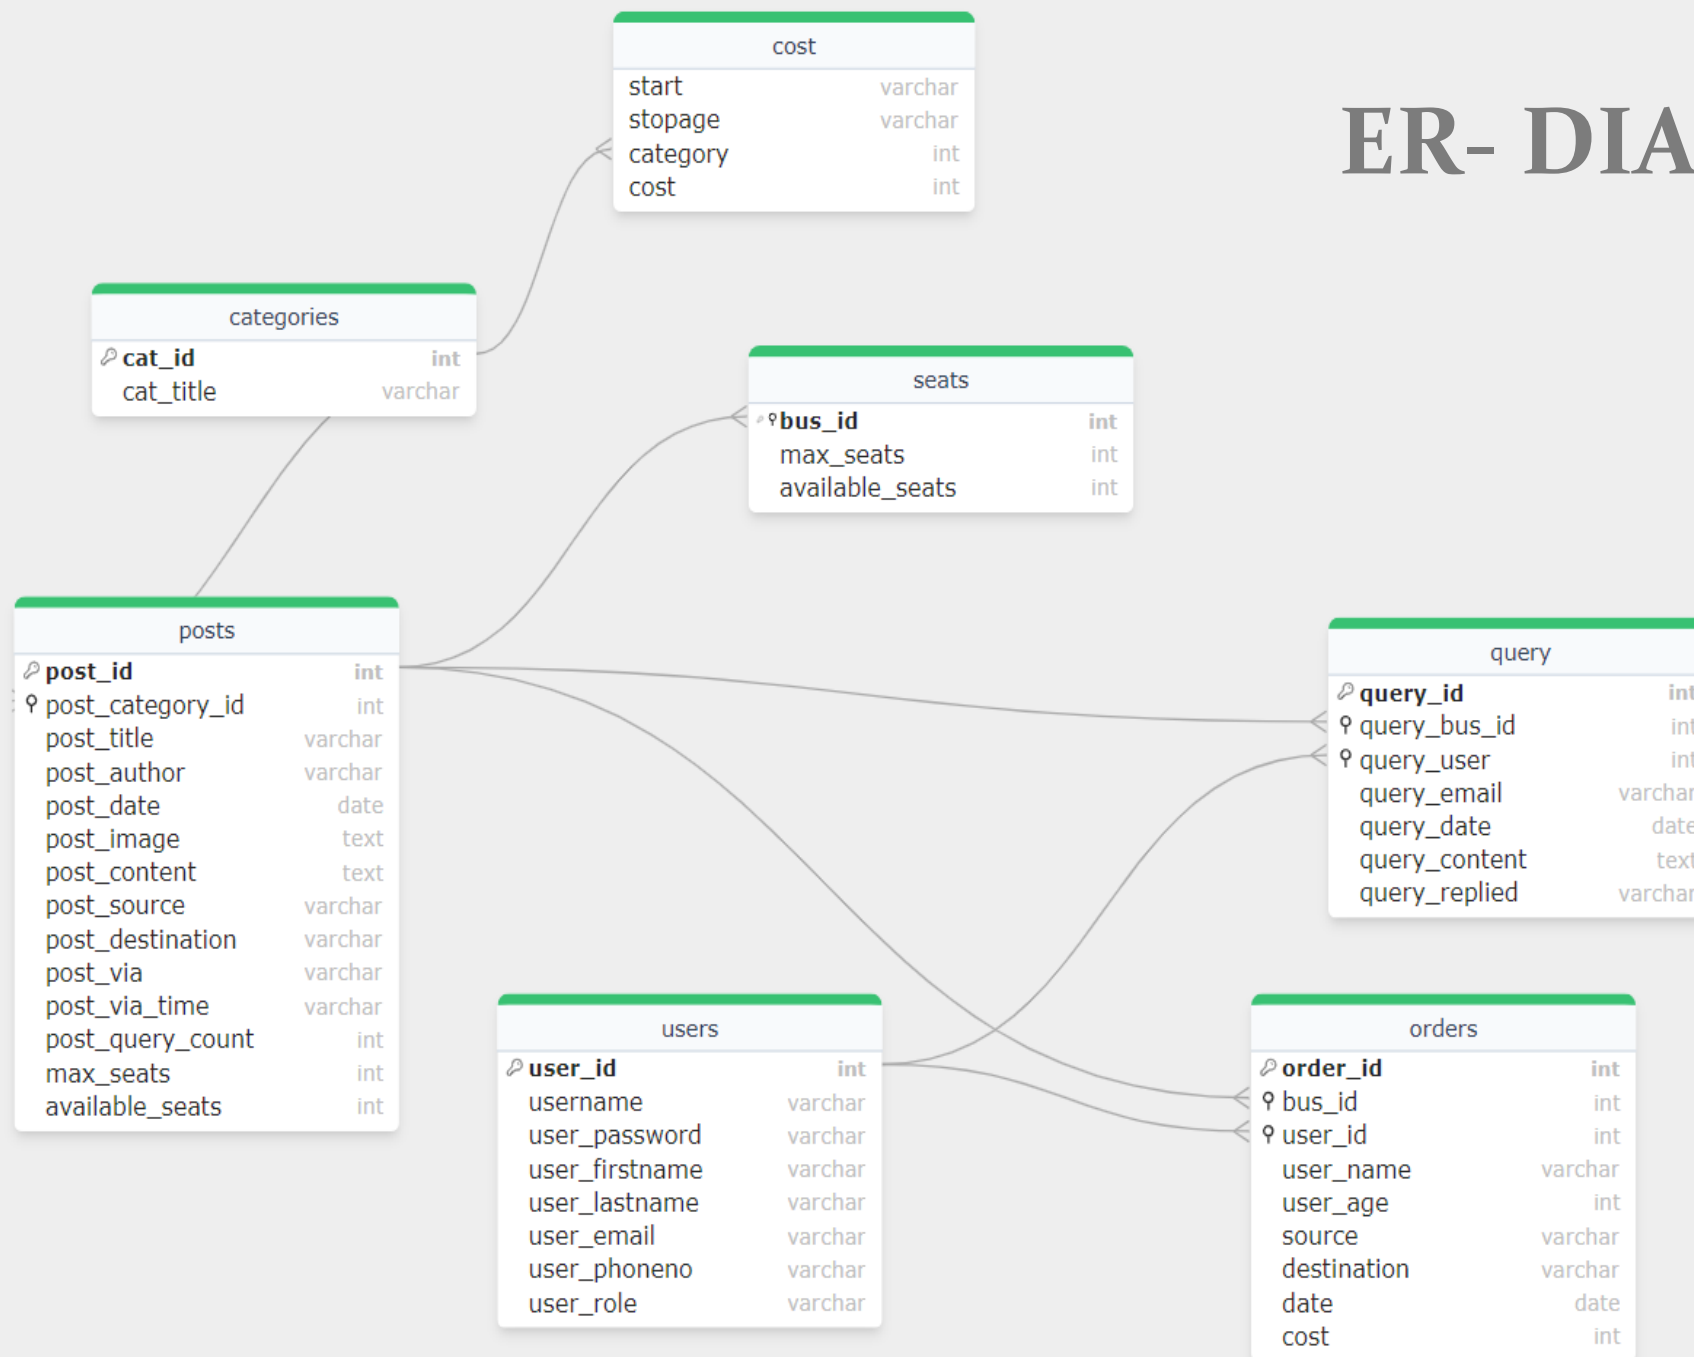 cost
start varchar
stopage varchar
category int
cost int
ER- DIA
categories
cat_id int
cat_title varchar
seats
bus_id int
max_seats int
available_seats int
posts
post_id int
post_category_id int
post_title varchar
post_author varchar
post_date date
post_image text
post_content text
post_source varchar
post_destination varchar
post_via varchar
post_via_time varchar
post_query_count int
max_seats int
available_seats int
query
query_id int
query_bus_id int
query_user int
query_email varchar
query_date date
query_content text
query_replied varchar
users
user_id int
username varchar
user_password varchar
user_firstname varchar
user_lastname varchar
user_email varchar
user_phoneno varchar
user_role varchar
orders
order_id int
bus_id int
user_id int
user_name varchar
user_age int
source varchar
destination varchar
date date
cost int